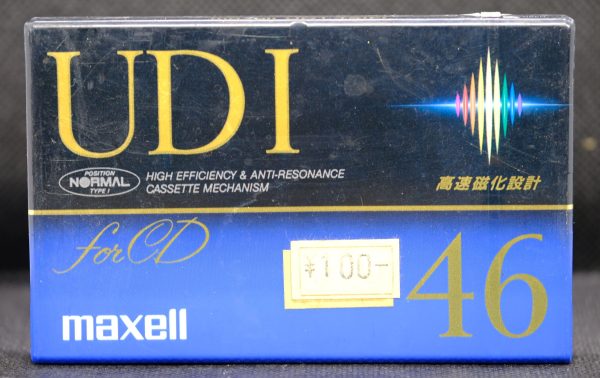 UD I
POSITION
NORMAL
TYPE I
HIGH EFFICIENCY & ANTI-RESONANCE
CASSETTE MECHANISM
高速磁化設計
for CD
¥100-
46
maxell